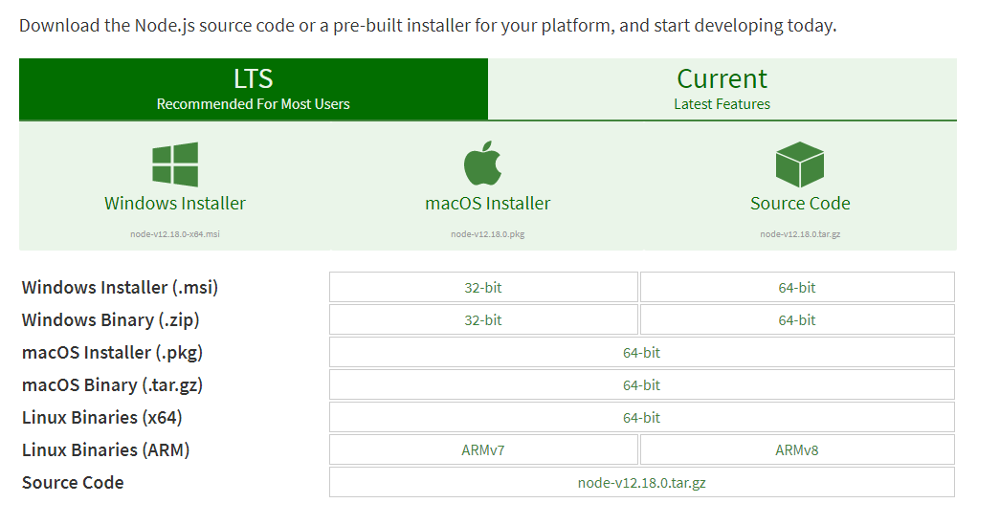 Download the Node.js source code or a pre-built installer for your platform, and start developing today.
LTS
Recommended For Most Users
Current
Latest Features
Windows Installer
node-v12.18.0-x64.msi
macOS Installer
node-v12.18.0.pkg
Source Code
node-v12.18.0.tar.gz
Windows Installer (.msi) 32-bit 64-bit
Windows Binary (.zip) 32-bit 64-bit
macOS Installer (.pkg) 64-bit
macOS Binary (.tar.gz) 64-bit
Linux Binaries (x64) 64-bit
Linux Binaries (ARM) ARMv7 ARMv8
Source Code node-v12.18.0.tar.gz